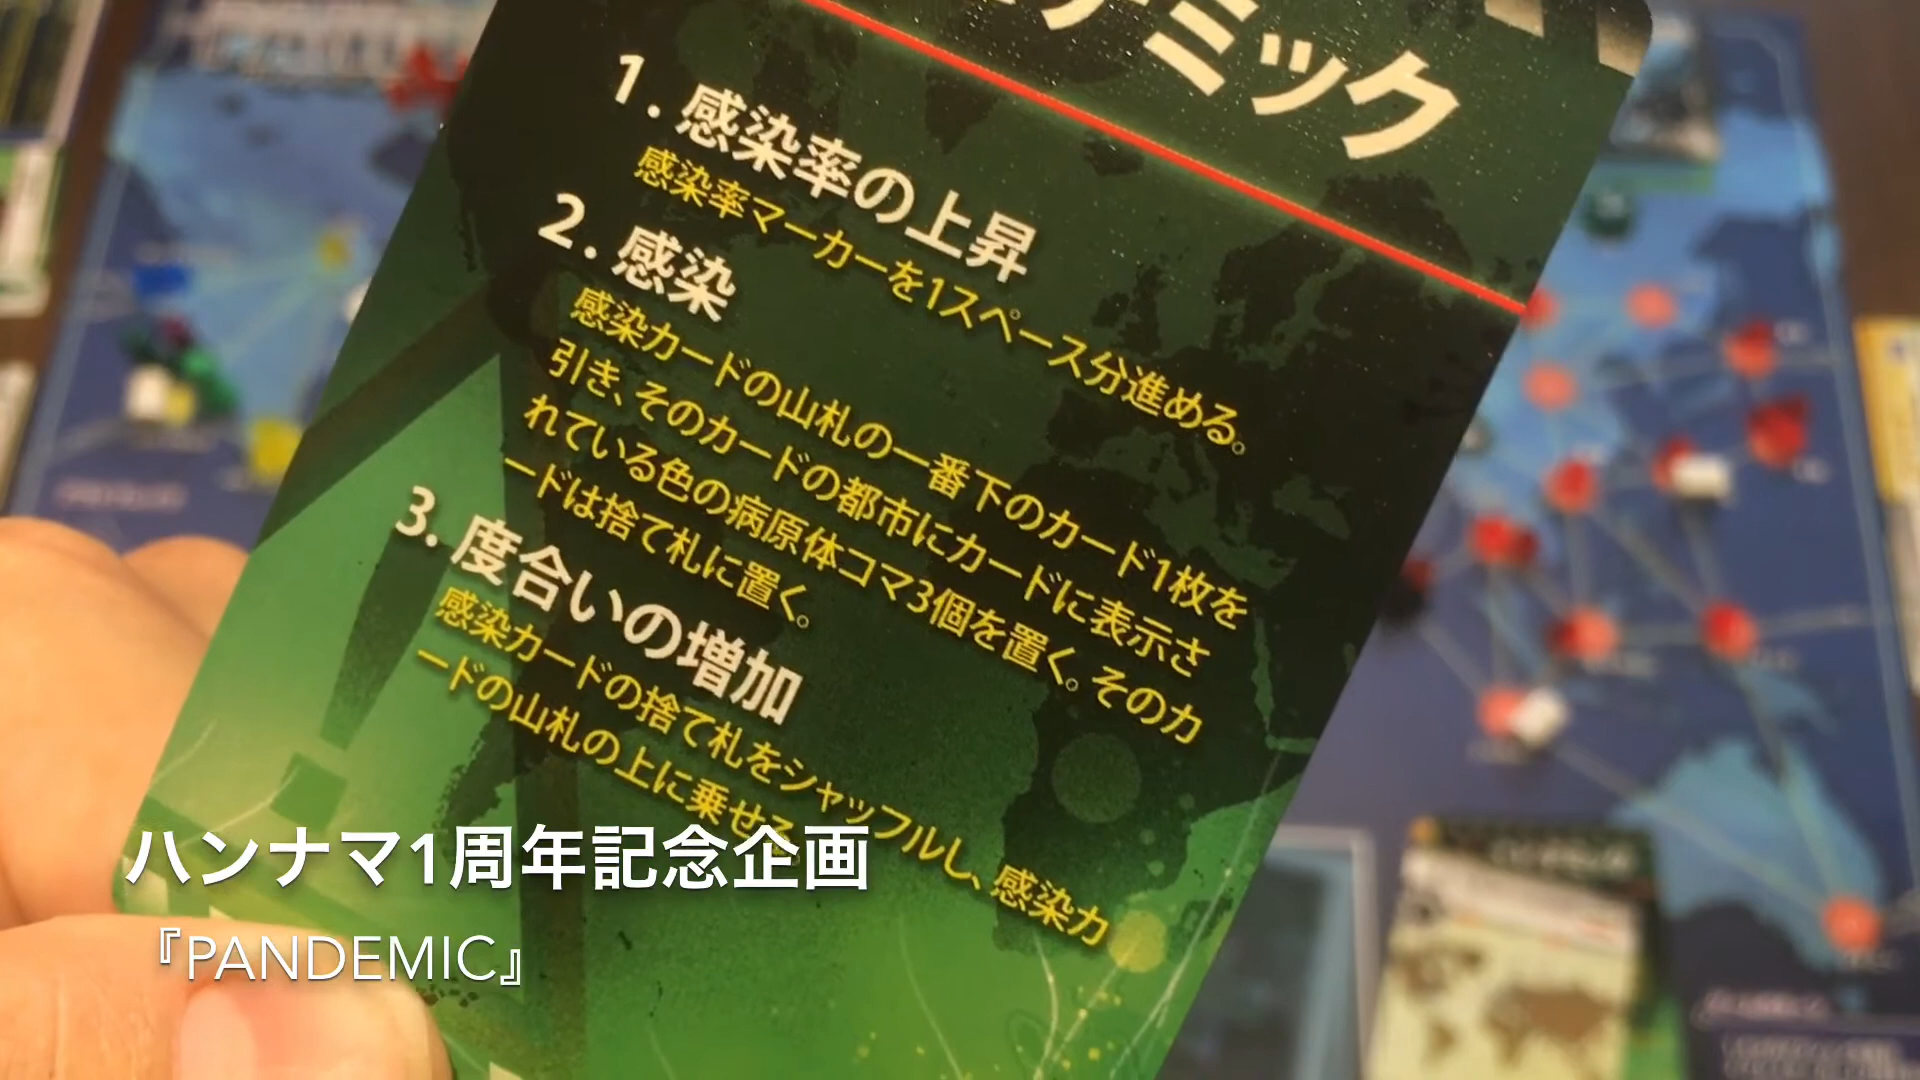 ミック
1. 感染率の上昇
感染率マーカーを1スペース分進める。
2. 感染
感染カードの山札の一番下のカード1枚を
引き、そのカードの都市にカードに表示さ
れている色の病原体コマ3個を置く。そのカ
ードは捨て札に置く。
3. 度合いの増加
感染カードの捨て札をシャッフルし、感染カ
ードの山札の上に乗せる。
ハンナマ1周年記念企画
『PANDEMIC』